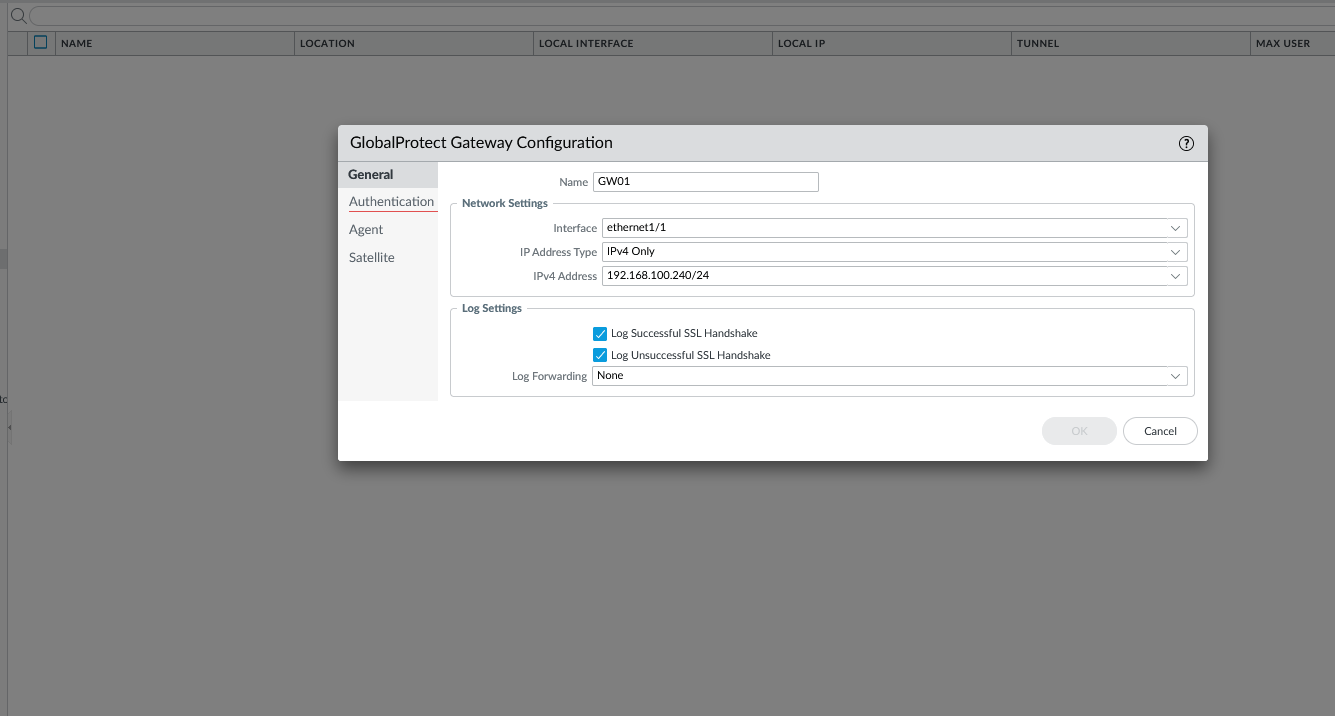 NAME LOCATION LOCAL INTERFACE LOCAL IP TUNNEL MAX USER
GlobalProtect Gateway Configuration ?
General
Authentication
Agent
Satellite
Name GW01
Network Settings
Interface ethernet1/1
IP Address Type IPv4 Only
IPv4 Address 192.168.100.240/24
Log Settings
Log Successful SSL Handshake
Log Unsuccessful SSL Handshake
Log Forwarding None
OK Cancel